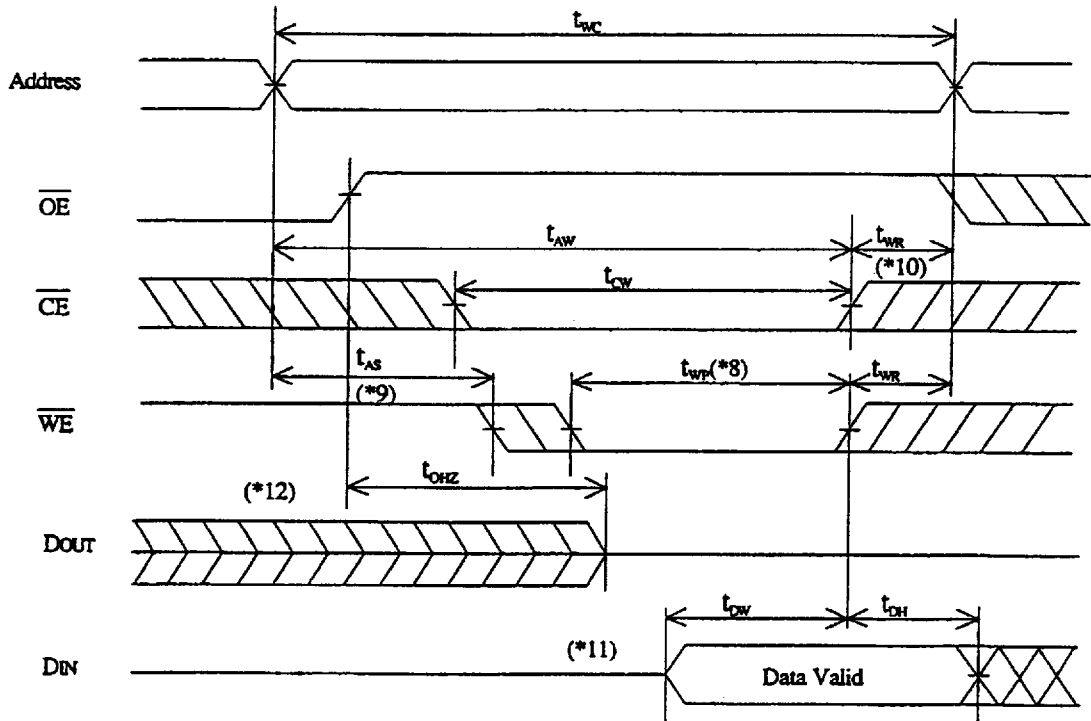 tWC
Address
OE
tAW
tWR
(*10)
tCW
CE
tAS
(*9)
tWP(*8)
tWR
WE
tOHZ
(*12)
DOUT
tDW
tDH
(*11)
DIN
Data Valid